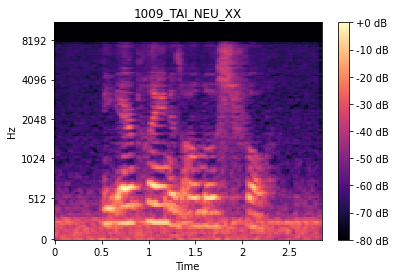 1009_TAI_NEU_XX
+0 dB
8192
-10 dB
4096
-20 dB
-30 dB
2048
Hz
-40 dB
1024
-50 dB
512
-60 dB
-70 dB
0
-80 dB
0 0.5 1 1.5 2 2.5
Time